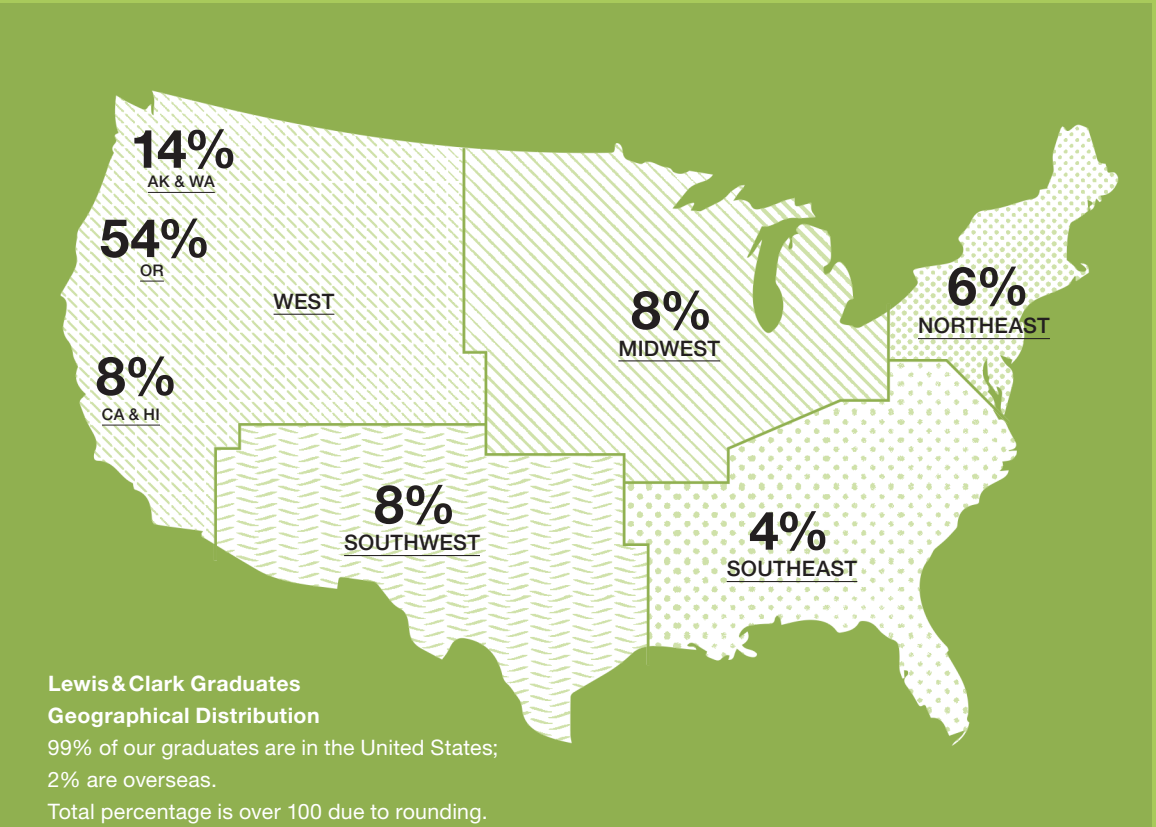 14%
AK & WA
54%
OR
WEST
8%
CA & HI
8%
MIDWEST
6%
NORTHEAST
8%
SOUTHWEST
4%
SOUTHEAST
Lewis & Clark Graduates
Geographical Distribution
99% of our graduates are in the United States;
2% are overseas.
Total percentage is over 100 due to rounding.